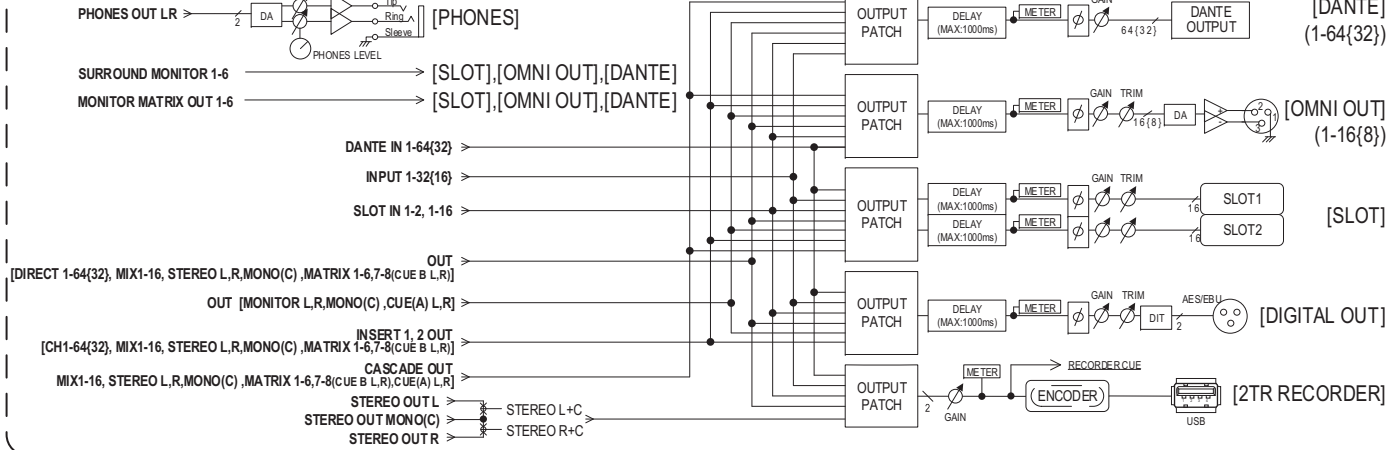 PHONES OUT LR
2
DA
Tip
Ring
Sleeve
[PHONES]
PHONES LEVEL
SURROUND MONITOR 1-6
[SLOT],[OMNI OUT],[DANTE]
MONITOR MATRIX OUT 1-6
[SLOT],[OMNI OUT],[DANTE]
DANTE IN 1-64{32}
INPUT 1-32{16}
SLOT IN 1-2, 1-16
OUT
[DIRECT 1-64{32}, MIX1-16, STEREO L,R,MONO(C) ,MATRIX 1-6,7-8(CUE B L,R)]
OUT [MONITOR L,R,MONO(C) ,CUE(A) L,R]
INSERT 1, 2 OUT
[CH1-64{32}, MIX1-16, STEREO L,R,MONO(C) ,MATRIX 1-6,7-8(CUE B L,R)]
CASCADE OUT
MIX1-16, STEREO L,R,MONO(C) ,MATRIX 1-6,7-8(CUE B L,R),CUE(A) L,R]
STEREO OUT L
STEREO OUT MONO(C)
STEREO OUT R
STEREO L+C
STEREO R+C
OUTPUT
PATCH
DELAY
(MAX:1000ms)
METER
ϕ
GAIN
64{32}
DANTE
OUTPUT
[DANTE]
(1-64{32})
OUTPUT
PATCH
DELAY
(MAX:1000ms)
METER
ϕ
GAIN TRIM
16{8}
DA
+
-
2
1
3
[OMNI OUT]
(1-16{8})
OUTPUT
PATCH
DELAY
(MAX:1000ms)
METER
ϕ
GAIN TRIM
16
SLOT1
DELAY
(MAX:1000ms)
METER
ϕ
16
SLOT2
[SLOT]
OUTPUT
PATCH
DELAY
(MAX:1000ms)
METER
ϕ
GAIN TRIM
DIT
AES/EBU
2
[DIGITAL OUT]
OUTPUT
PATCH
2
GAIN
METER
RECORDER CUE
ENCODER
USB
[2TR RECORDER]